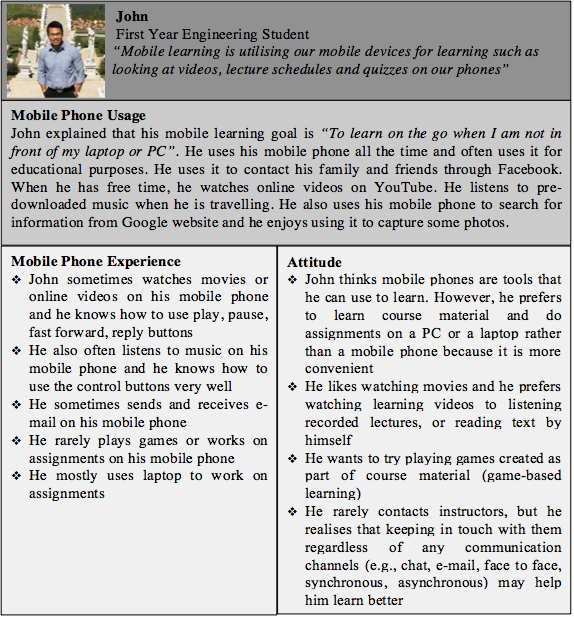 John
First Year Engineering Student
“Mobile learning is utilising our mobile devices for learning such as
looking at videos, lecture schedules and quizzes on our phones”
Mobile Phone Usage
John explained that his mobile learning goal is “To learn on the go when I am not in
front of my laptop or PC”. He uses his mobile phone all the time and often uses it for
educational purposes. He uses it to contact his family and friends through Facebook.
When he has free time, he watches online videos on YouTube. He listens to pre-
downloaded music when he is travelling. He also uses his mobile phone to search for
information from Google website and he enjoys using it to capture some photos.
Mobile Phone Experience
❖ John sometimes watches movies or
online videos on his mobile phone
and he knows how to use play, pause,
fast forward, reply buttons
❖ He also often listens to music on his
mobile phone and he knows how to
use the control buttons very well
❖ He sometimes sends and receives e-
mail on his mobile phone
❖ He rarely plays games or works on
assignments on his mobile phone
❖ He mostly uses laptop to work on
assignments
Attitude
❖ John thinks mobile phones are tools that
he can use to learn. However, he prefers
to learn course material and do
assignments on a PC or a laptop rather
than a mobile phone because it is more
convenient
❖ He likes watching movies and he prefers
watching learning videos to listening
recorded lectures, or reading text by
himself
❖ He wants to try playing games created as
part of course material (game-based
learning)
❖ He rarely contacts instructors, but he
realises that keeping in touch with them
regardless of any communication
channels (e.g., chat, e-mail, face to face,
synchronous, asynchronous) may help
him learn better